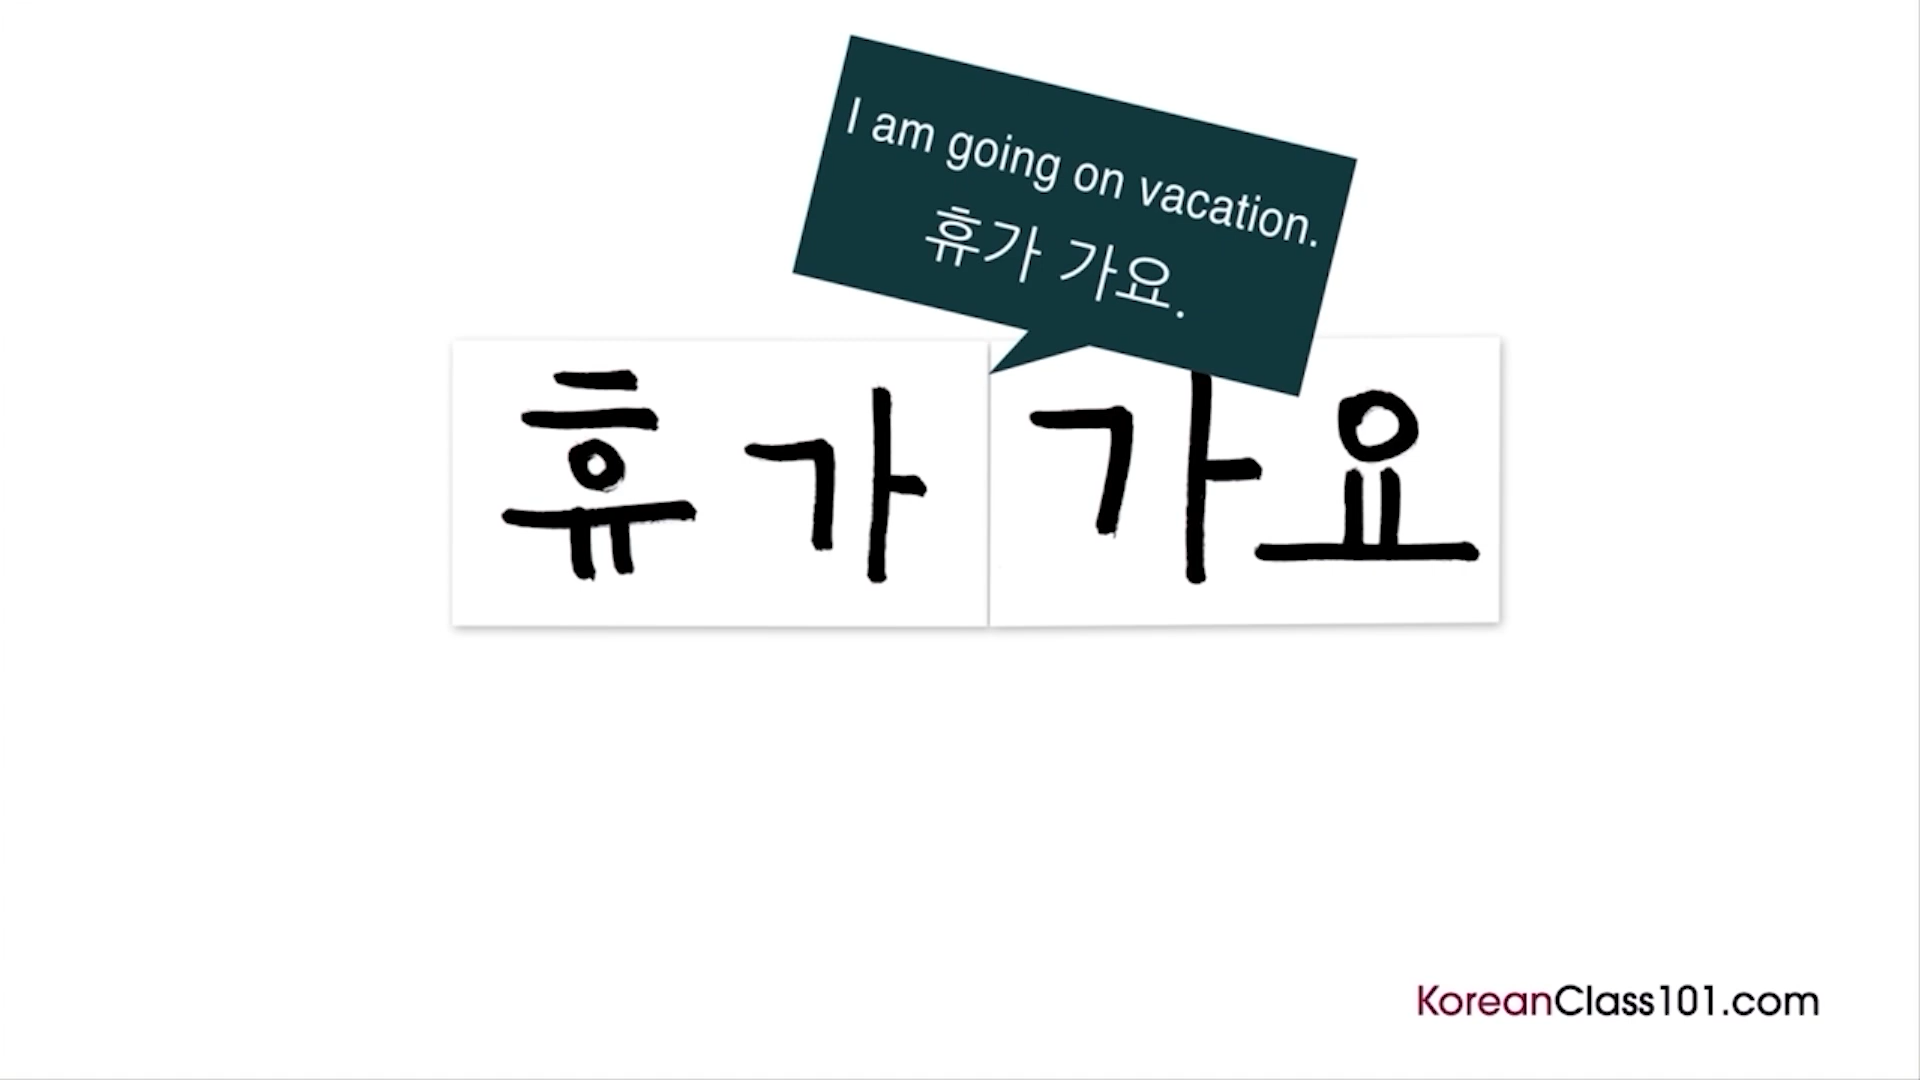 I am going on vacation.
휴가 가요.
휴가 가요
KoreanClass101.com